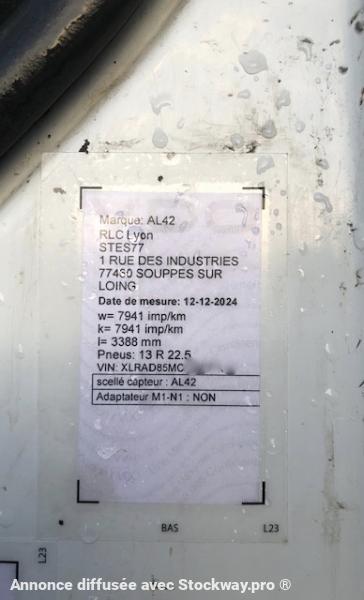 Marque: AL42
RLC Lyon
STES77
1 RUE DES INDUSTRIES
77460 SOUPPES SUR
LOING
Date de mesure: 12-12-2024
w= 7941 imp/km
k= 7941 imp/km
l= 3388 mm
Pneus: 13 R 22.5
VIN: XLRAD85MC
scellé capteur : AL42
Adaptateur M1-N1 : NON
BAS
L23
L23
Annonce diffusée avec Stockway.pro ®